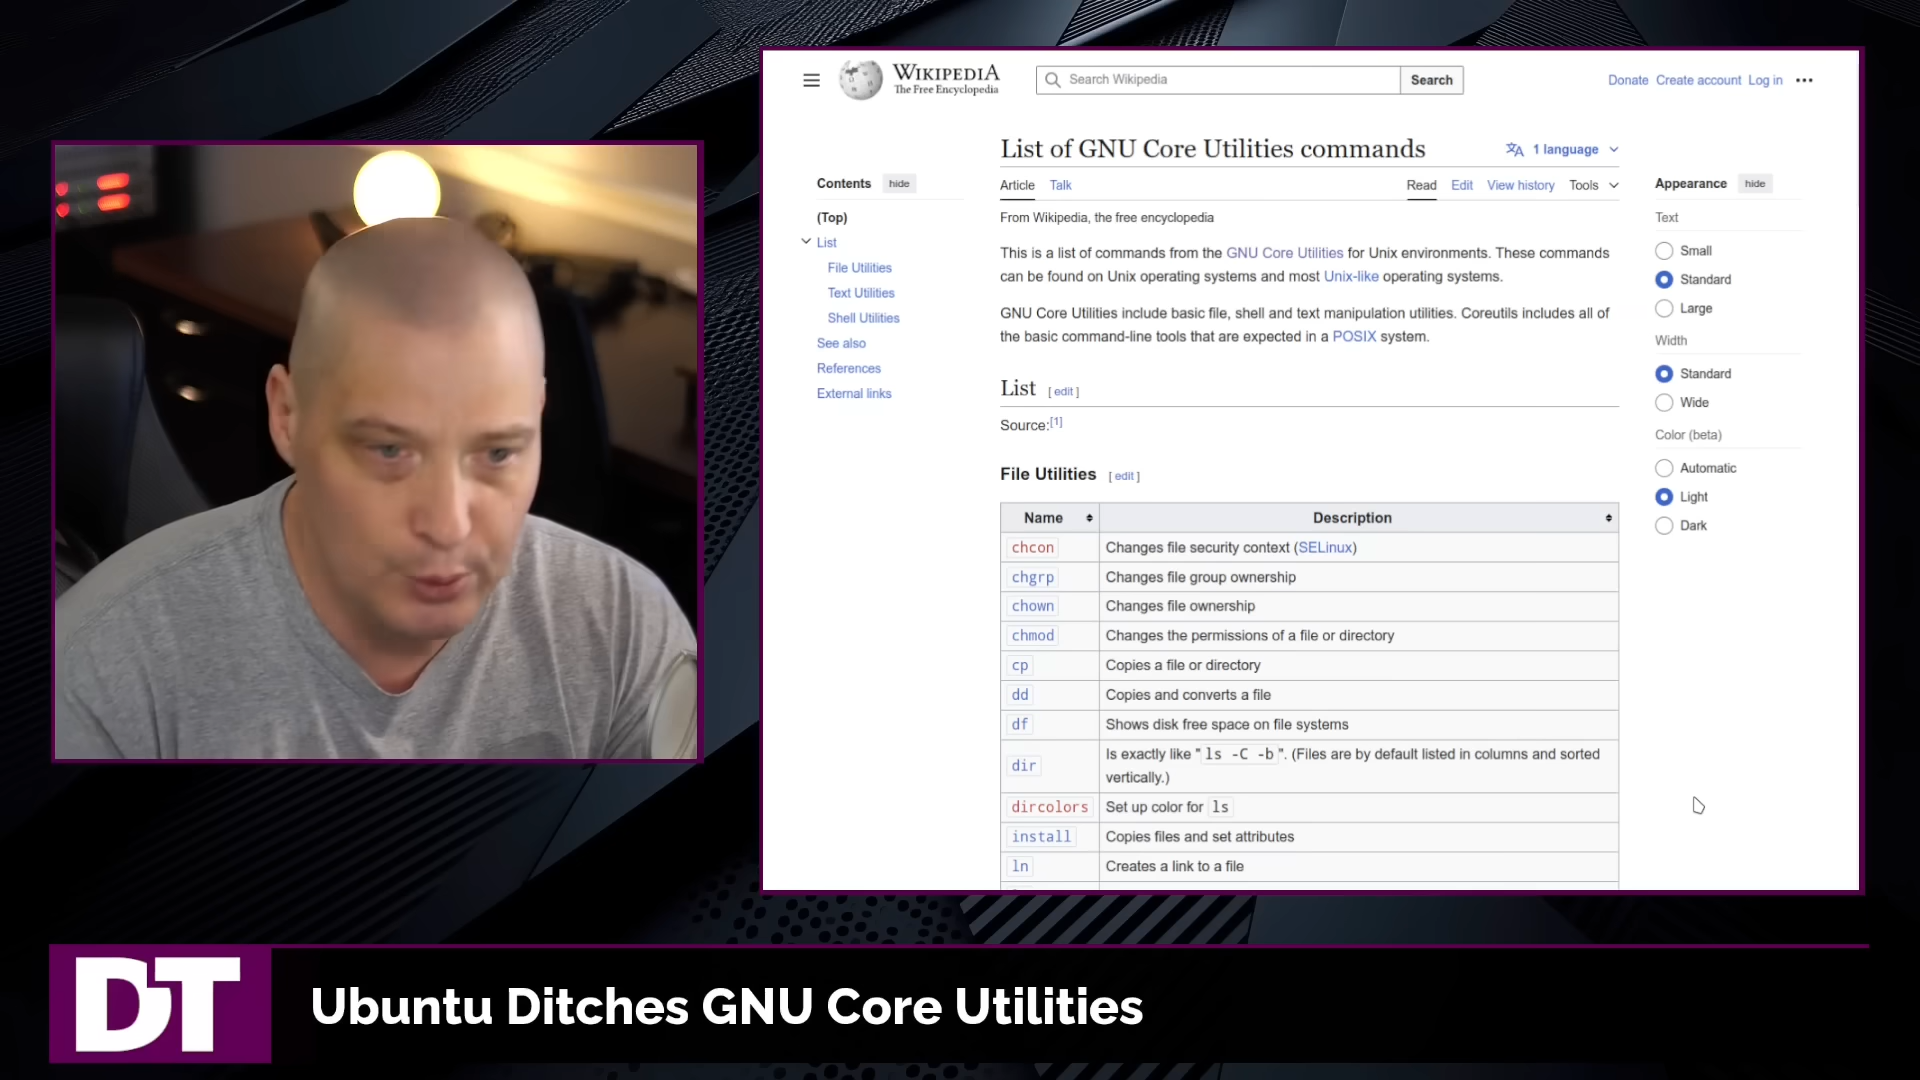 WIKIPEDIA
The Free Encyclopedia
Search Wikipedia
Search
Donate Create account Log in
List of GNU Core Utilities commands
1 language
Contents hide
Article Talk
Read Edit View history Tools
Appearance hide
(Top)
List
File Utilities
Text Utilities
Shell Utilities
See also
References
External links
From Wikipedia, the free encyclopedia
This is a list of commands from the GNU Core Utilities for Unix environments. These commands
can be found on Unix operating systems and most Unix-like operating systems.
GNU Core Utilities include basic file, shell and text manipulation utilities. Coreutils includes all of
the basic command-line tools that are expected in a POSIX system.
List [ edit ]
Source:[1]
File Utilities [ edit ]
Name Description
chcon Changes file security context (SELinux)
chgrp Changes file group ownership
chown Changes file ownership
chmod Changes the permissions of a file or directory
cp Copies a file or directory
dd Copies and converts a file
df Shows disk free space on file systems
dir Is exactly like "ls -C -b". (Files are by default listed in columns and sorted
vertically.)
dircolors Set up color for ls
install Copies files and set attributes
ln Creates a link to a file
Text
Small
Standard
Large
Width
Standard
Wide
Color (beta)
Automatic
Light
Dark
DT
Ubuntu Ditches GNU Core Utilities